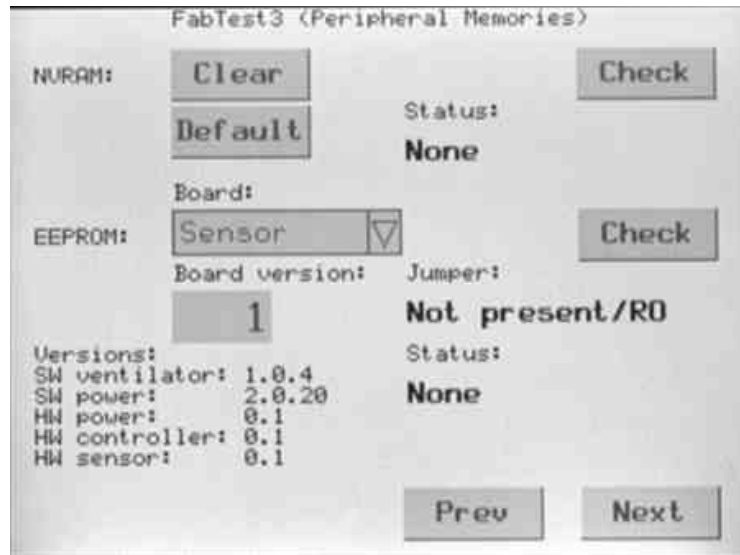 FabTest3 (Peripheral Memories)
NVRAM: Clear Check
Default Status:
None
Board:
EEPROM: Sensor Check
Board version: Jumper:
1 Not present/RO
Versions: Status:
SW ventilator: 1.0.4
SW power: 2.0.20 None
HW power: 0.1
HW controller: 0.1
HW sensor: 0.1
Prev Next